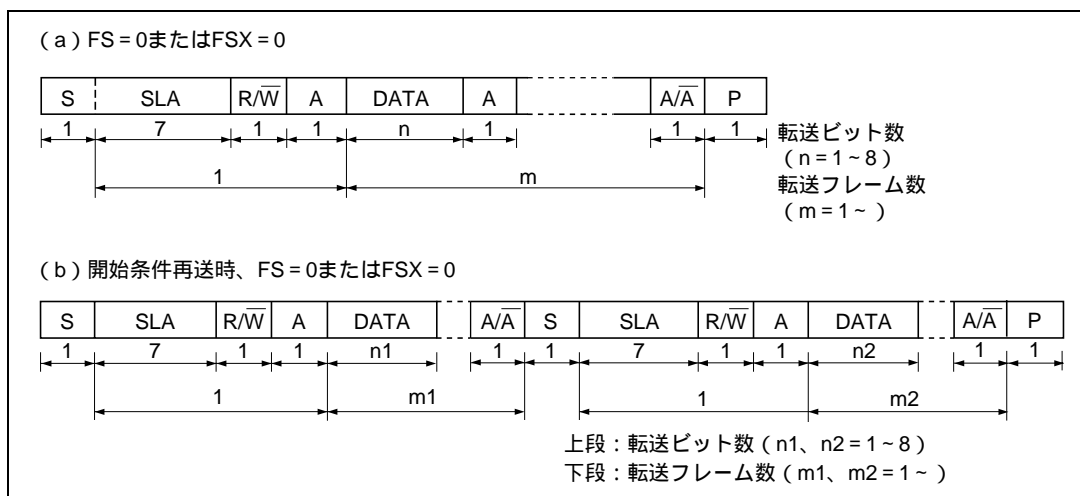 (a) FS = 0またはFSX = 0
S SLA R/W̅ A DATA A A/A̅ P
1 7 1 1 n 1 1 1
転送ビット数
(n = 1 ~ 8)
1 m
転送フレーム数
(m = 1 ~ )
(b) 開始条件再送時、FS = 0またはFSX = 0
S SLA R/W̅ A DATA A/A̅ S SLA R/W̅ A DATA A/A̅ P
1 7 1 1 n1 1 1 7 1 1 n2 1 1
1 m1 1 m2
上段:転送ビット数(n1、n2 = 1 ~ 8)
下段:転送フレーム数(m1、m2 = 1 ~ )